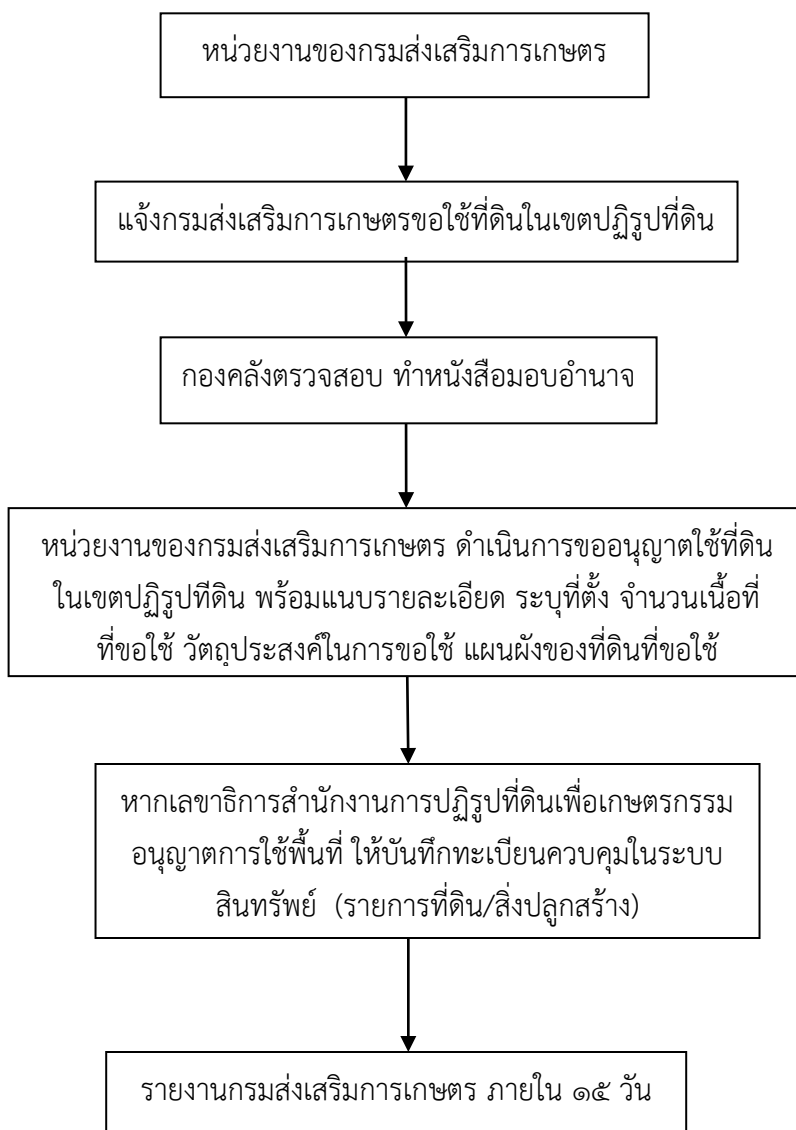 หน่วยงานของกรมส่งเสริมการเกษตร
แจ้งกรมส่งเสริมการเกษตรขอใช้ที่ดินในเขตปฏิรูปที่ดิน
กองคลังตรวจสอบ ทำหนังสือมอบอำนาจ
หน่วยงานของกรมส่งเสริมการเกษตร ดำเนินการขออนุญาตใช้ที่ดิน
ในเขตปฏิรูปทีดิน พร้อมแนบรายละเอียด ระบุที่ตั้ง จำนวนเนื้อที่
ที่ขอใช้ วัตถุประสงค์ในการขอใช้ แผนผังของที่ดินที่ขอใช้
หากเลขาธิการสำนักงานการปฏิรูปที่ดินเพื่อเกษตรกรรม
อนุญาตการใช้พื้นที่ ให้บันทึกทะเบียนควบคุมในระบบ
สินทรัพย์ (รายการที่ดิน/สิ่งปลูกสร้าง)
รายงานกรมส่งเสริมการเกษตร ภายใน ๑๕ วัน